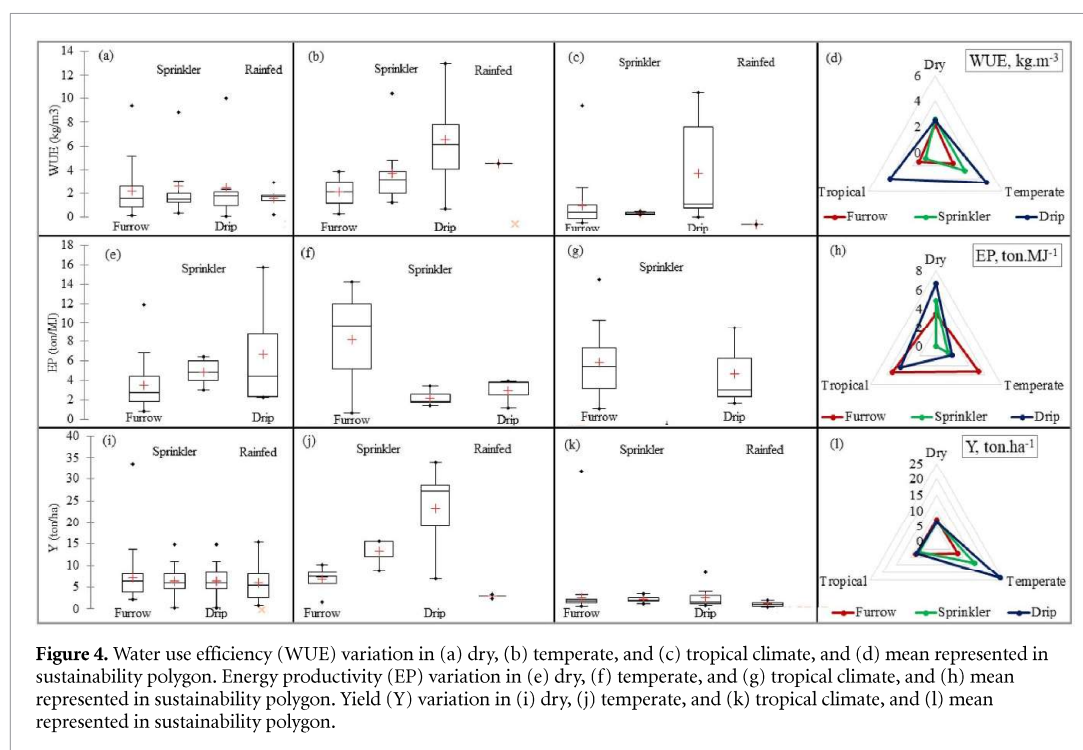 (a) Sprinkler Rainfed
(b) Sprinkler Rainfed
(c) Sprinkler Rainfed
(d) WUE, kg.m-3
14
12
10
8
6
4
2
0
WUE (kg/m3)
Furrow Drip
Furrow Drip
Furrow Drip
Dry
6
4
2
0
Tropical Temperate
Furrow Sprinkler Drip
(e) Sprinkler
(f) Sprinkler
(g) Sprinkler
(h) EP, ton.MJ-1
18
16
14
12
10
8
6
4
2
0
EP (ton/MJ)
Furrow Drip
Furrow Drip
Furrow Drip
Dry
8
6
4
2
0
Tropical Temperate
Furrow Sprinkler Drip
(i) Sprinkler Rainfed
(j) Sprinkler Rainfed
(k) Sprinkler Rainfed
(l) Y, ton.ha-1
40
35
30
25
20
15
10
5
0
Y (ton/ha)
Furrow Drip
Furrow Drip
Furrow Drip
Dry
25
20
15
10
5
0
Tropical Temperate
Furrow Sprinkler Drip
Figure 4. Water use efficiency (WUE) variation in (a) dry, (b) temperate, and (c) tropical climate, and (d) mean represented in
sustainability polygon. Energy productivity (EP) variation in (e) dry, (f) temperate, and (g) tropical climate, and (h) mean
represented in sustainability polygon. Yield (Y) variation in (i) dry, (j) temperate, and (k) tropical climate, and (l) mean
represented in sustainability polygon.